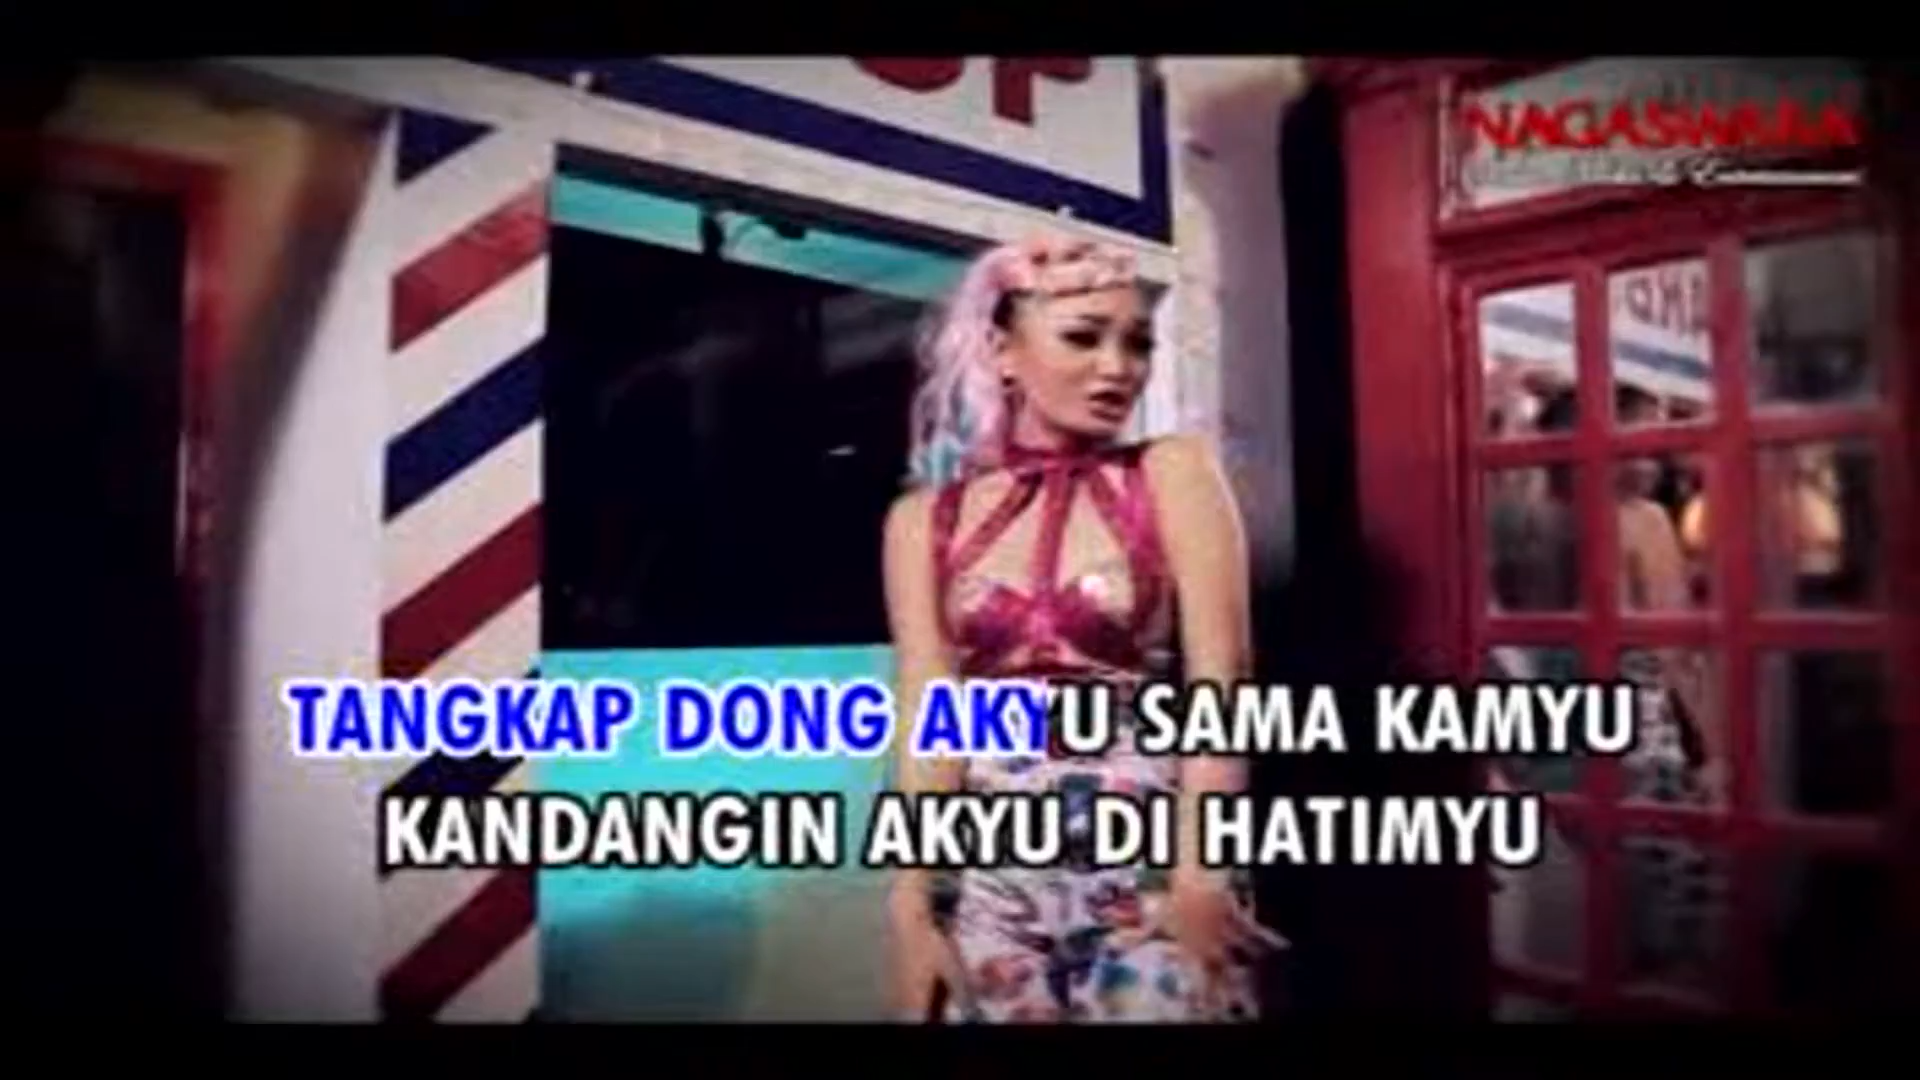 NAGASWARA
TANGKAP DONG AKYU SAMA KAMYU
KANDANGIN AKYU DI HATIMYU